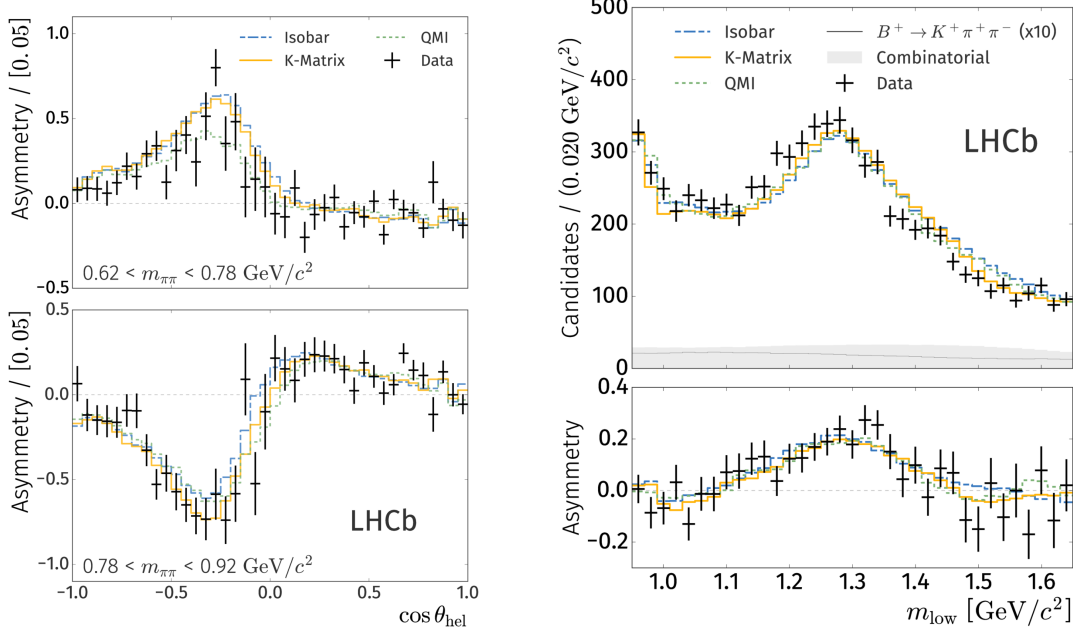 Asymmetry / [0.05]
1.0
0.5
0.0
−0.5
Isobar
K-Matrix
QMI
Data
0.62 < m_ππ < 0.78 GeV/c²
Asymmetry / [0.05]
0.5
0.0
−0.5
−1.0
LHCb
0.78 < m_ππ < 0.92 GeV/c²
−1.0 −0.5 0.0 0.5 1.0
cos θ_hel
Candidates / (0.020 GeV/c²)
500
400
300
200
100
0
Isobar
K-Matrix
QMI
B⁺ → K⁺π⁺π⁻ (x10)
Combinatorial
Data
LHCb
Asymmetry
0.4
0.2
0.0
−0.2
1.0 1.1 1.2 1.3 1.4 1.5 1.6
m_low [GeV/c²]